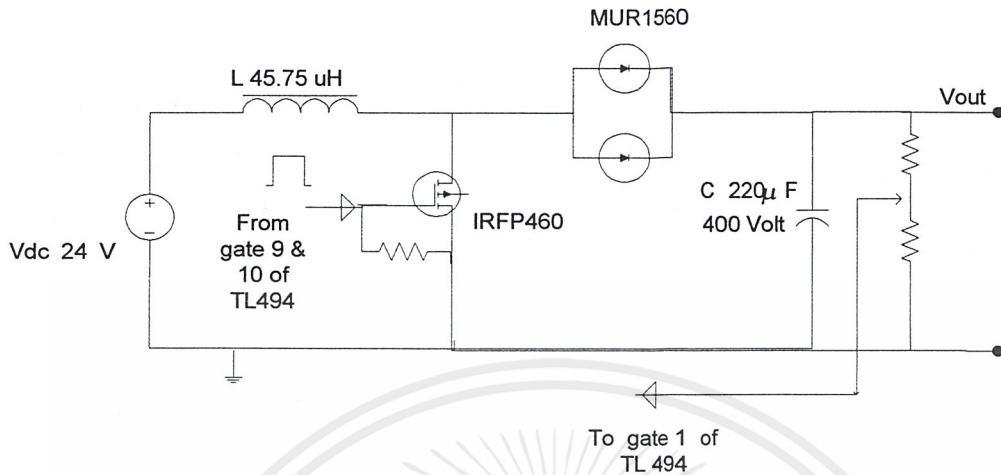 MUR1560
L 45.75 uH
Vout
From
gate 9 &
10 of
TL494
IRFP460
C 220μ F
400 Volt
+
-
Vdc 24 V
To gate 1 of
TL 494